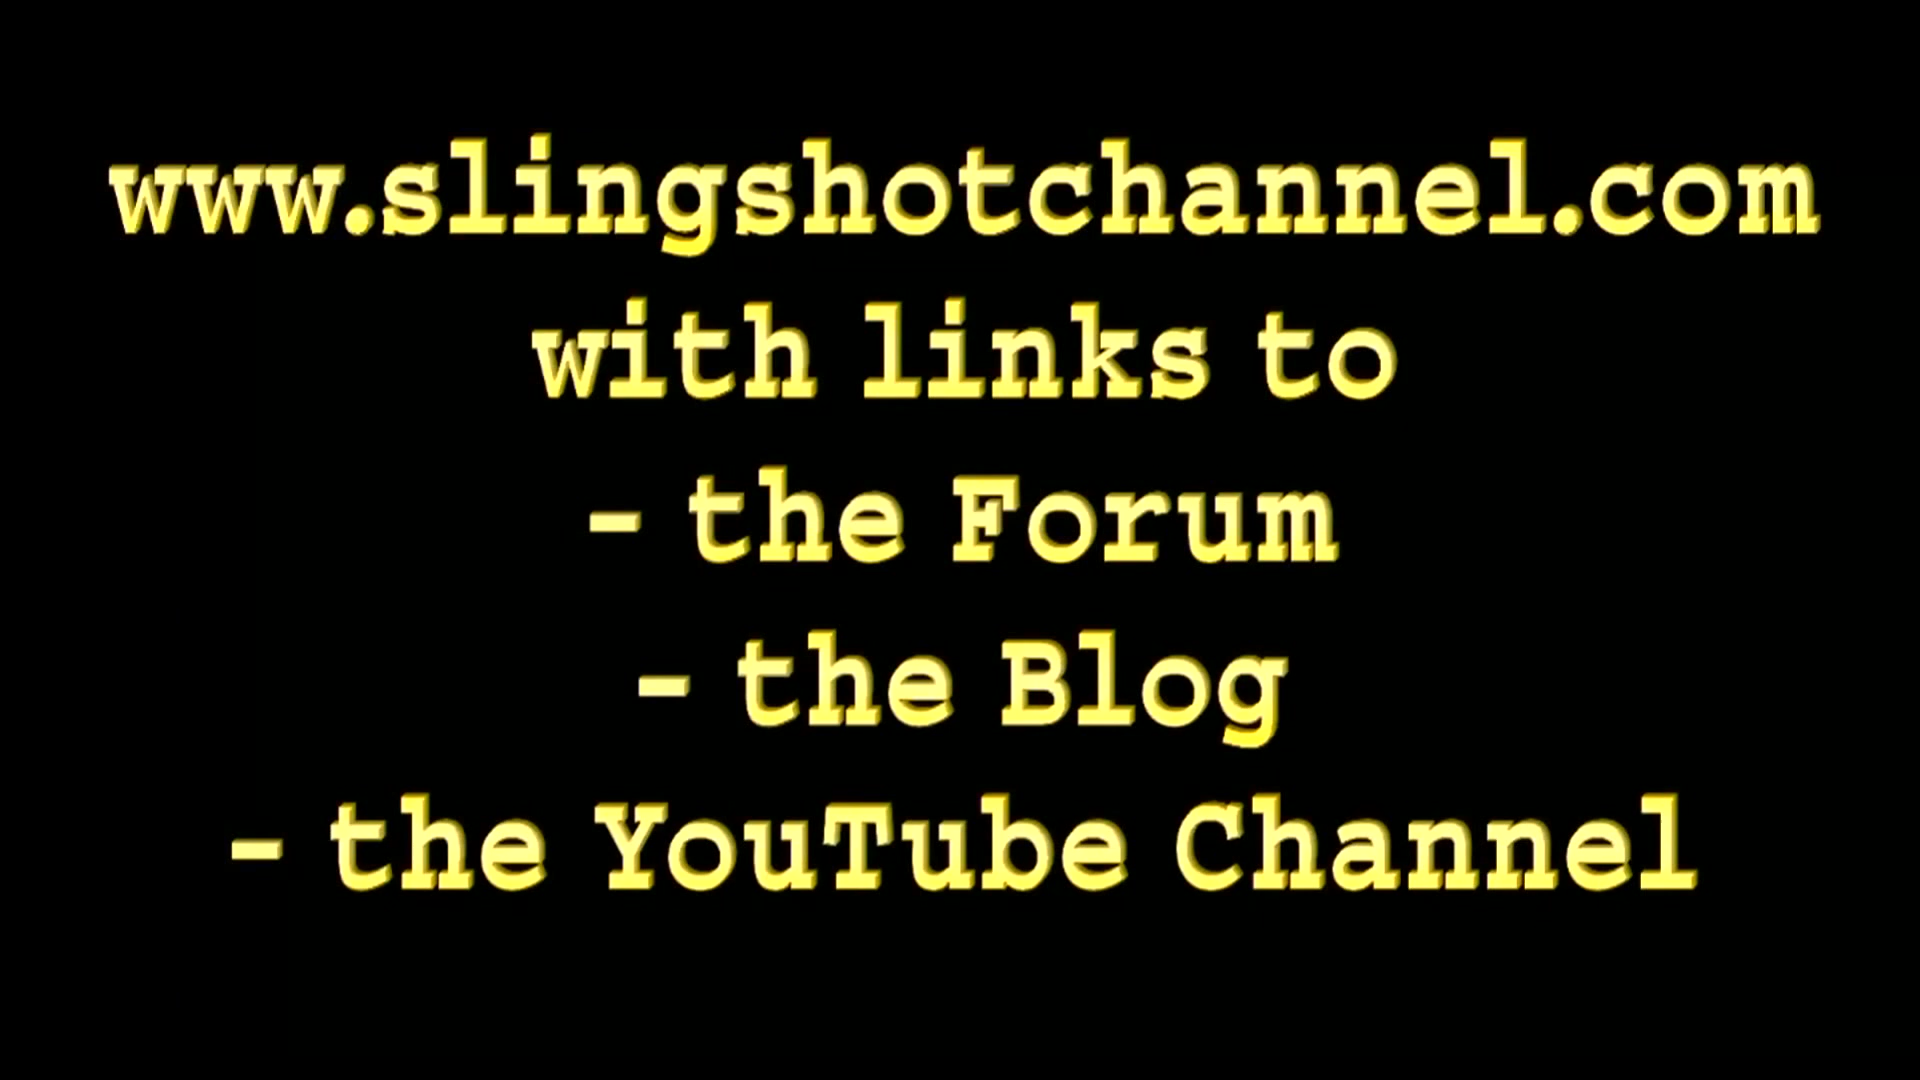 www.slingshotchannel.com
with links to
- the Forum
- the Blog
- the YouTube Channel